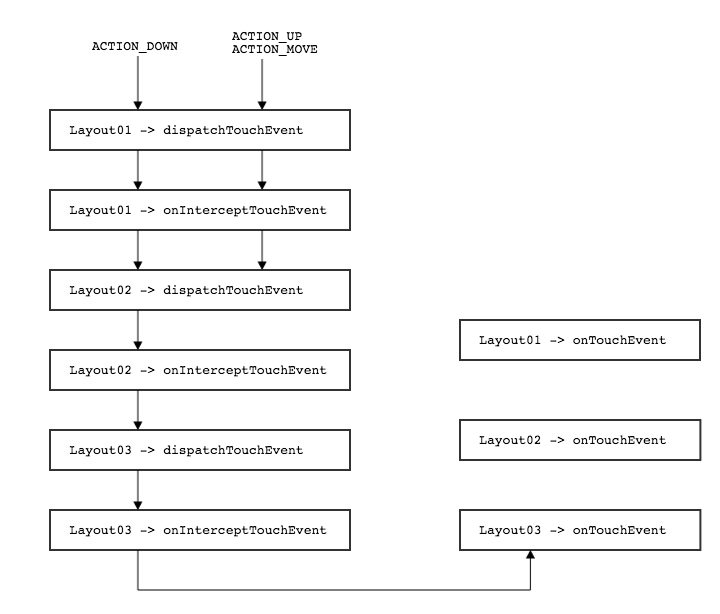 ACTION_DOWN
ACTION_UP
ACTION_MOVE
Layout01 -> dispatchTouchEvent
Layout01 -> onInterceptTouchEvent
Layout02 -> dispatchTouchEvent
Layout02 -> onInterceptTouchEvent
Layout03 -> dispatchTouchEvent
Layout03 -> onInterceptTouchEvent
Layout01 -> onTouchEvent
Layout02 -> onTouchEvent
Layout03 -> onTouchEvent